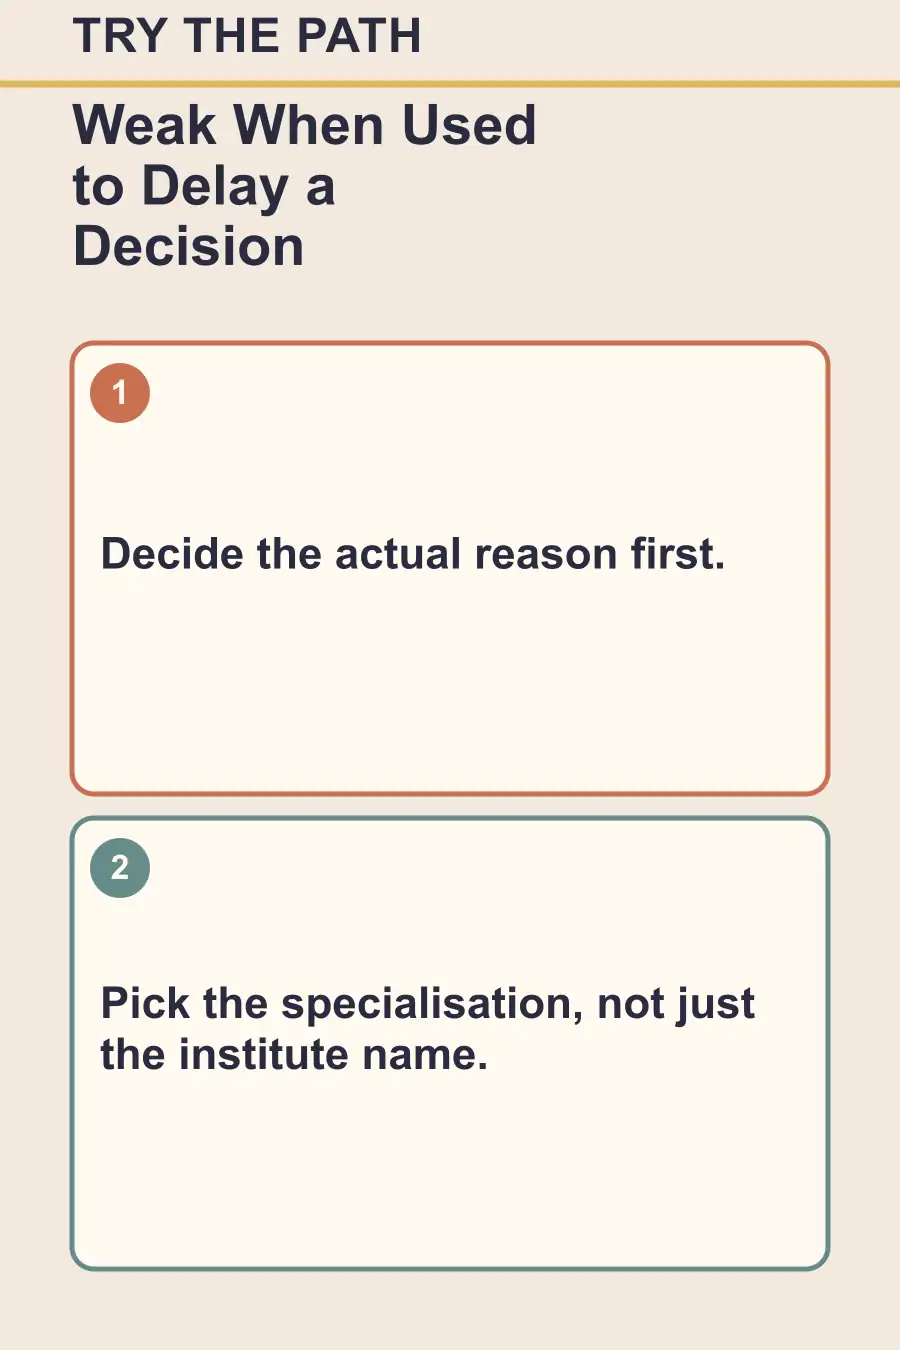 TRY THE PATH
Weak When Used
to Delay a
Decision
1
Decide the actual reason first.
2
Pick the specialisation, not just
the institute name.